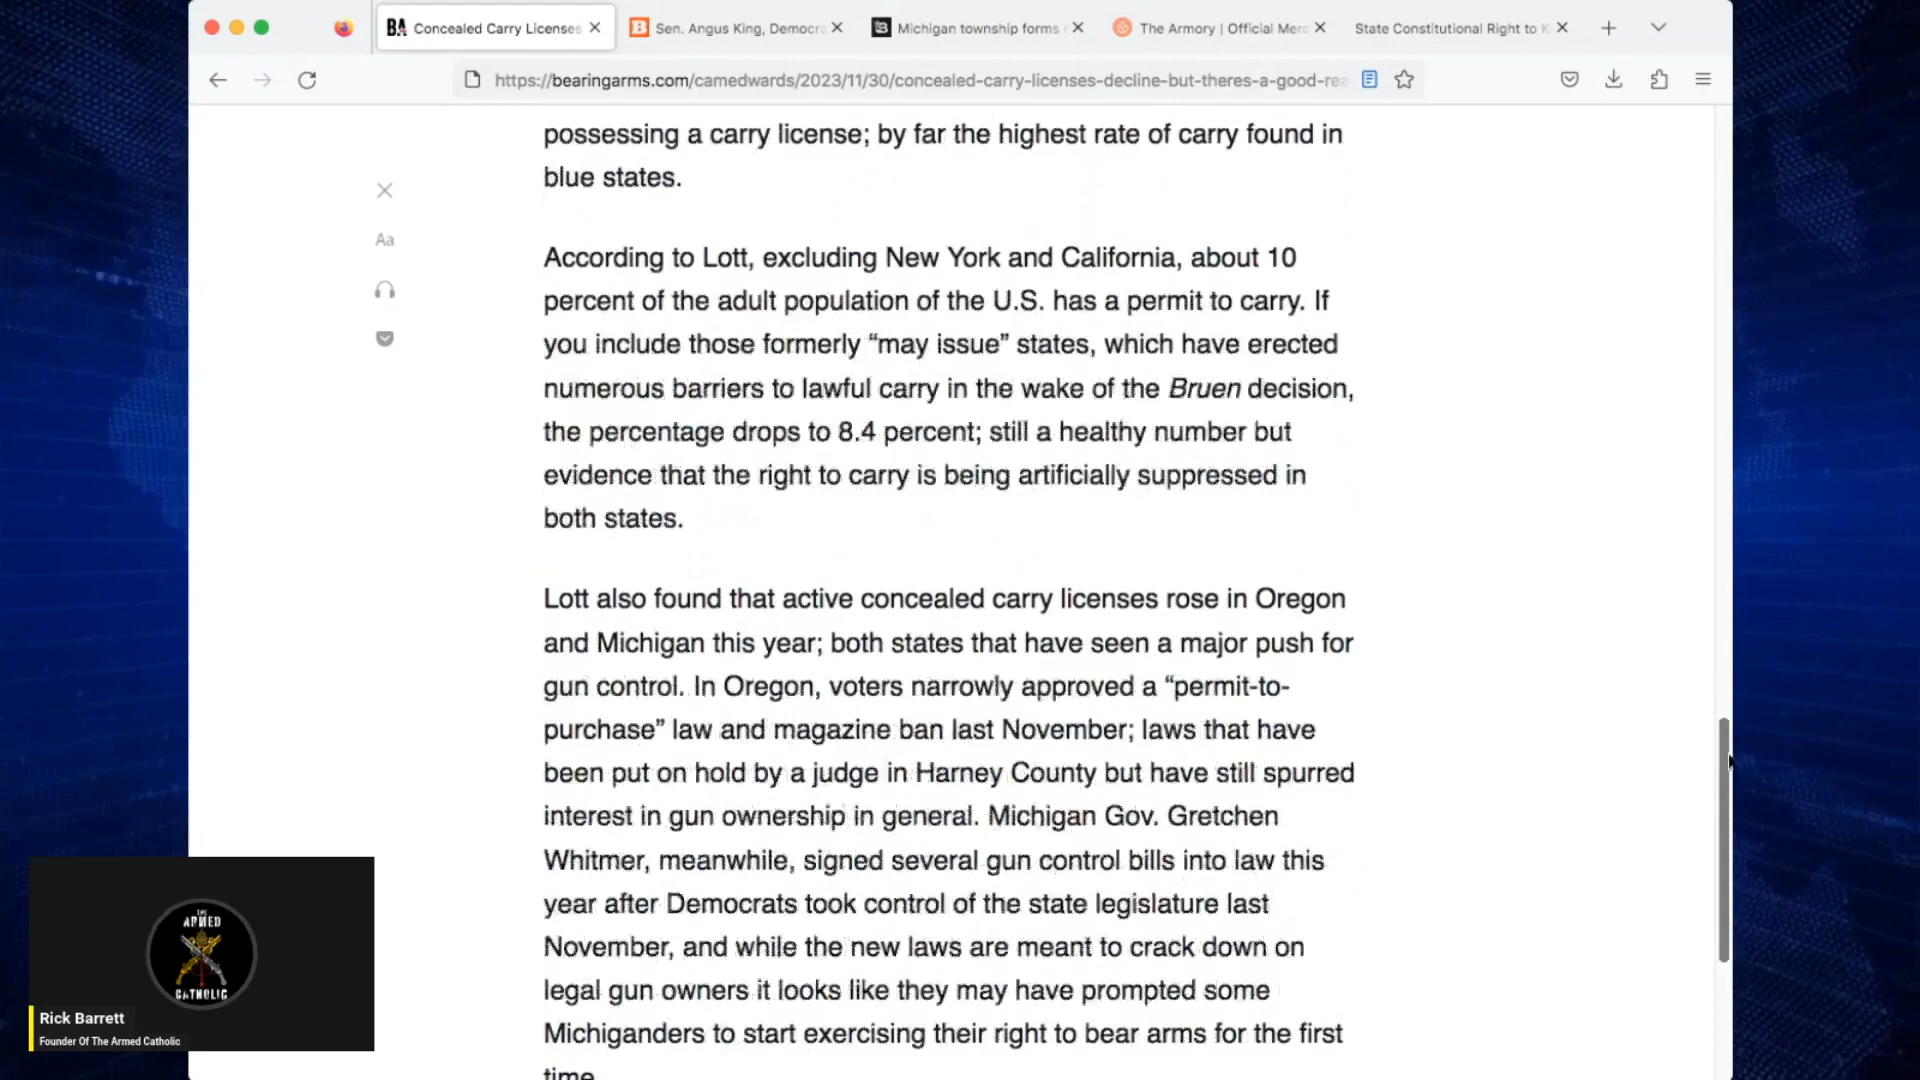 BA Concealed Carry Licenses
Sen. Angus King, Democra
Michigan township forms
The Armory | Official Merc
State Constitutional Right to K
https://bearingarms.com/camedwards/2023/11/30/concealed-carry-licenses-decline-but-theres-a-good-rea
possessing a carry license; by far the highest rate of carry found in
blue states.
Aa
According to Lott, excluding New York and California, about 10
percent of the adult population of the U.S. has a permit to carry. If
you include those formerly “may issue” states, which have erected
numerous barriers to lawful carry in the wake of the Bruen decision,
the percentage drops to 8.4 percent; still a healthy number but
evidence that the right to carry is being artificially suppressed in
both states.
Lott also found that active concealed carry licenses rose in Oregon
and Michigan this year; both states that have seen a major push for
gun control. In Oregon, voters narrowly approved a “permit-to-
purchase” law and magazine ban last November; laws that have
been put on hold by a judge in Harney County but have still spurred
interest in gun ownership in general. Michigan Gov. Gretchen
Whitmer, meanwhile, signed several gun control bills into law this
year after Democrats took control of the state legislature last
November, and while the new laws are meant to crack down on
legal gun owners it looks like they may have prompted some
Michiganders to start exercising their right to bear arms for the first
time.
THE
ARMED
CATHOLIC
Rick Barrett
Founder Of The Armed Catholic